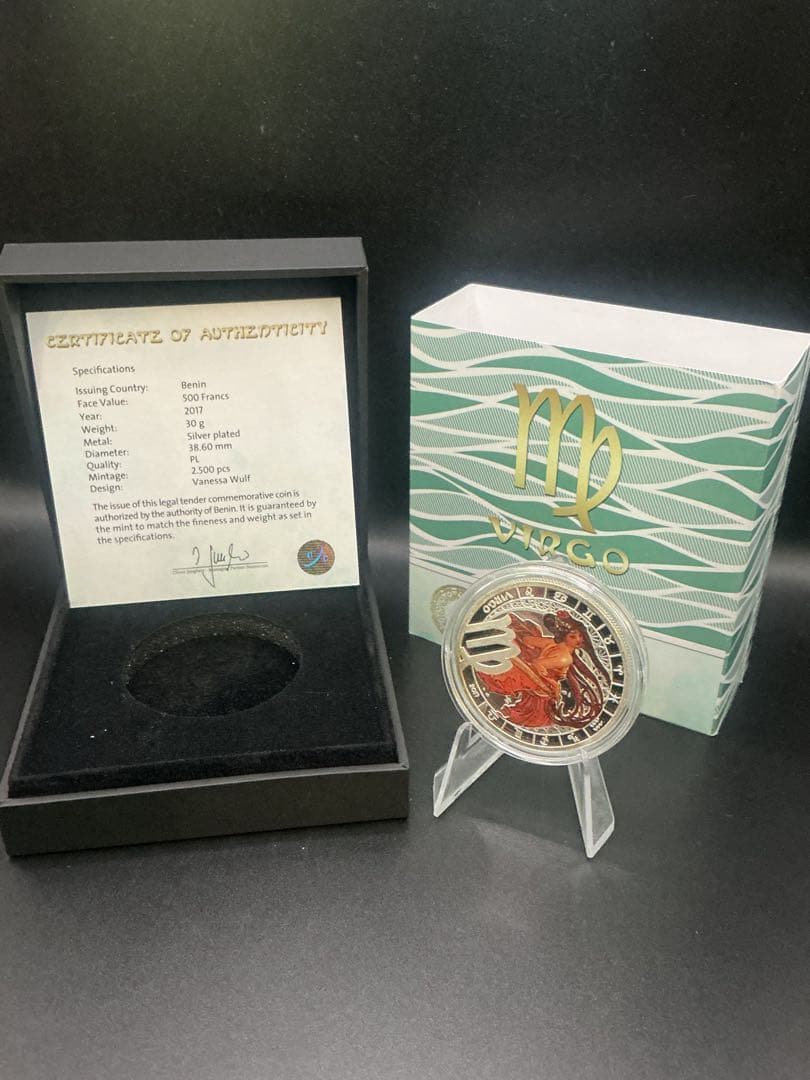 CERTIFICATE OF AUTHENTICITY
Specifications
Issuing Country: Benin
Face Value: 500 Francs
Year: 2017
Weight: 30 g
Metal: Silver plated
Diameter: 38.60 mm
Quality: PL
Mintage: 2.500 pcs
Design: Vanessa Wulf
The issue of this legal tender commemorative coin is
authorized by the authority of Benin. It is guaranteed by
the mint to match the fineness and weight as set in
the specifications.
VIRGO
VIRGO